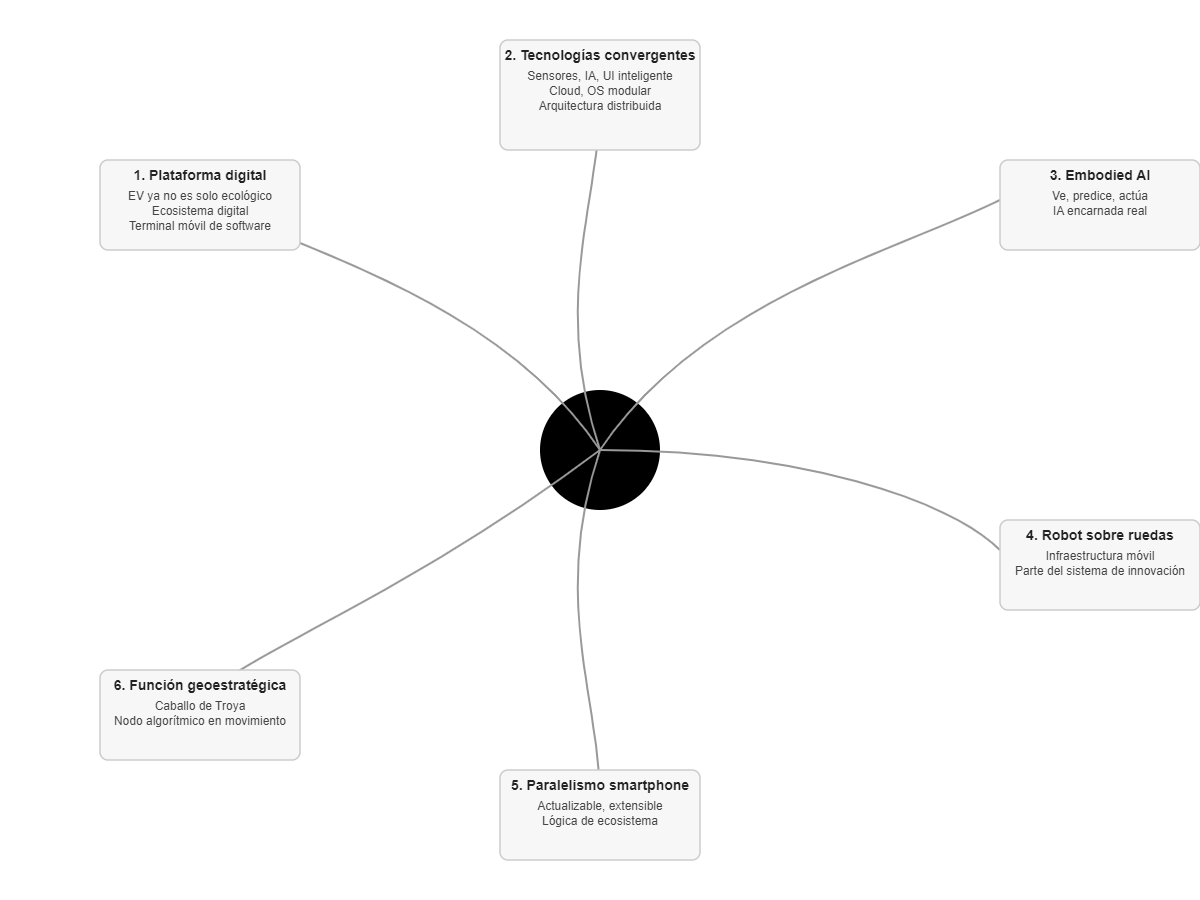 1. Plataforma digital
EV ya no es solo ecológico
Ecosistema digital
Terminal móvil de software
2. Tecnologías convergentes
Sensores, IA, UI inteligente
Cloud, OS modular
Arquitectura distribuida
3. Embodied AI
Ve, predice, actúa
IA encarnada real
4. Robot sobre ruedas
Infraestructura móvil
Parte del sistema de innovación
5. Paralelismo smartphone
Actualizable, extensible
Lógica de ecosistema
6. Función geoestratégica
Caballo de Troya
Nodo algorítmico en movimiento